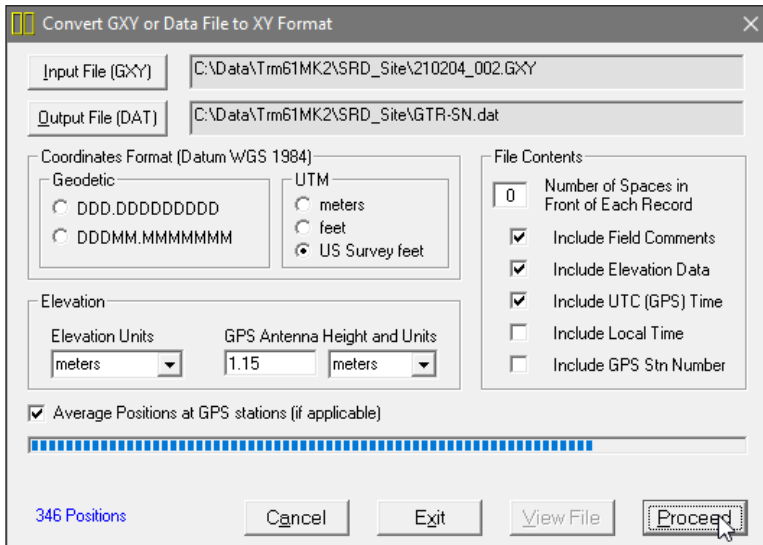 Convert GXY or Data File to XY Format
Input File (GXY)
C:\Data\Trm61MK2\SRD_Site\210204_002.GXY
Output File (DAT)
C:\Data\Trm61MK2\SRD_Site\GTR-SN.dat
Coordinates Format (Datum WGS 1984)
Geodetic
DDD.DDDDDDDDD
DDDMM.MMMMMMM
UTM
meters
feet
US Survey feet
File Contents
0
Number of Spaces in
Front of Each Record
Include Field Comments
Include Elevation Data
Include UTC (GPS) Time
Include Local Time
Include GPS Stn Number
Elevation
Elevation Units
meters
GPS Antenna Height and Units
1.15
meters
Average Positions at GPS stations (if applicable)
346 Positions
Cancel
Exit
View File
Proceed